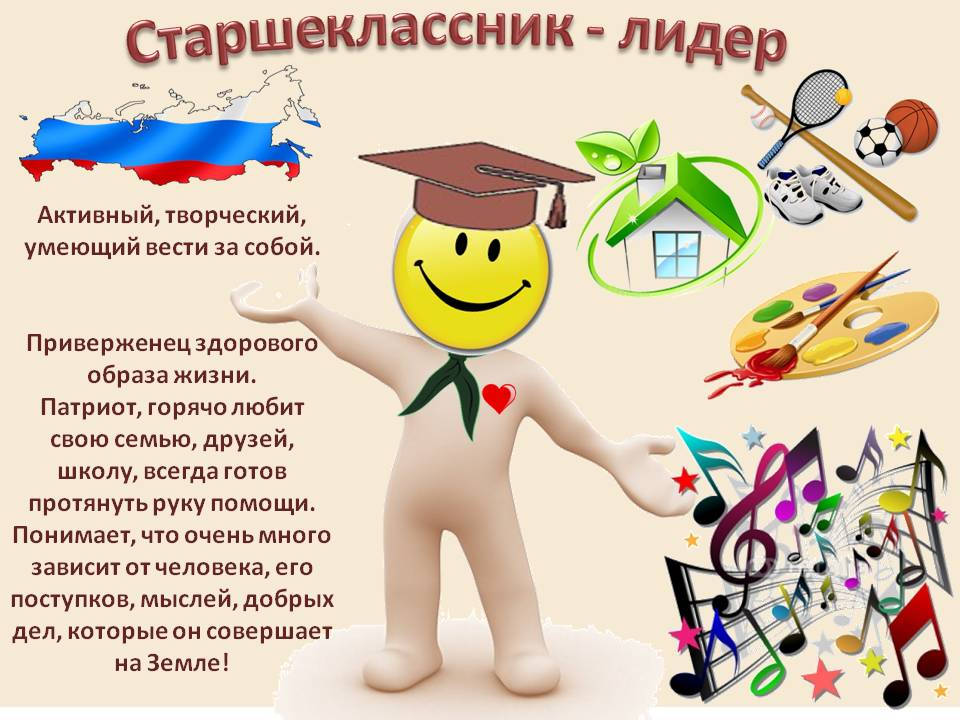 Старшеклассник - лидер
Активный, творческий,
умеющий вести за собой.
Приверженец здорового
образа жизни.
Патриот, горячо любит
свою семью, друзей,
школу, всегда готов
протянуть руку помощи.
Понимает, что очень много
зависит от человека, его
поступков, мыслей, добрых
дел, которые он совершает
на Земле!